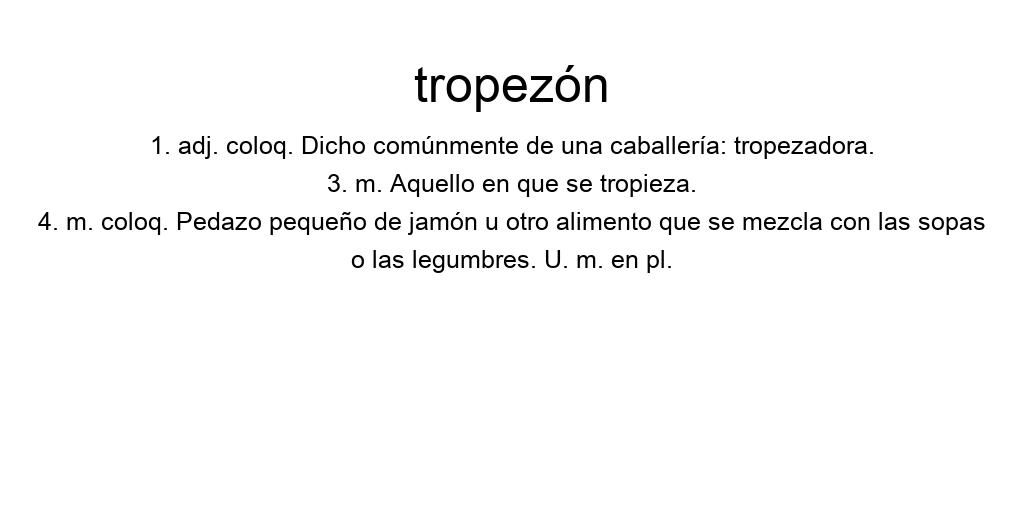 tropezón
1. adj. coloq. Dicho comúnmente de una caballería: tropezadora.
3. m. Aquello en que se tropieza.
4. m. coloq. Pedazo pequeño de jamón u otro alimento que se mezcla con las sopas
o las legumbres. U. m. en pl.